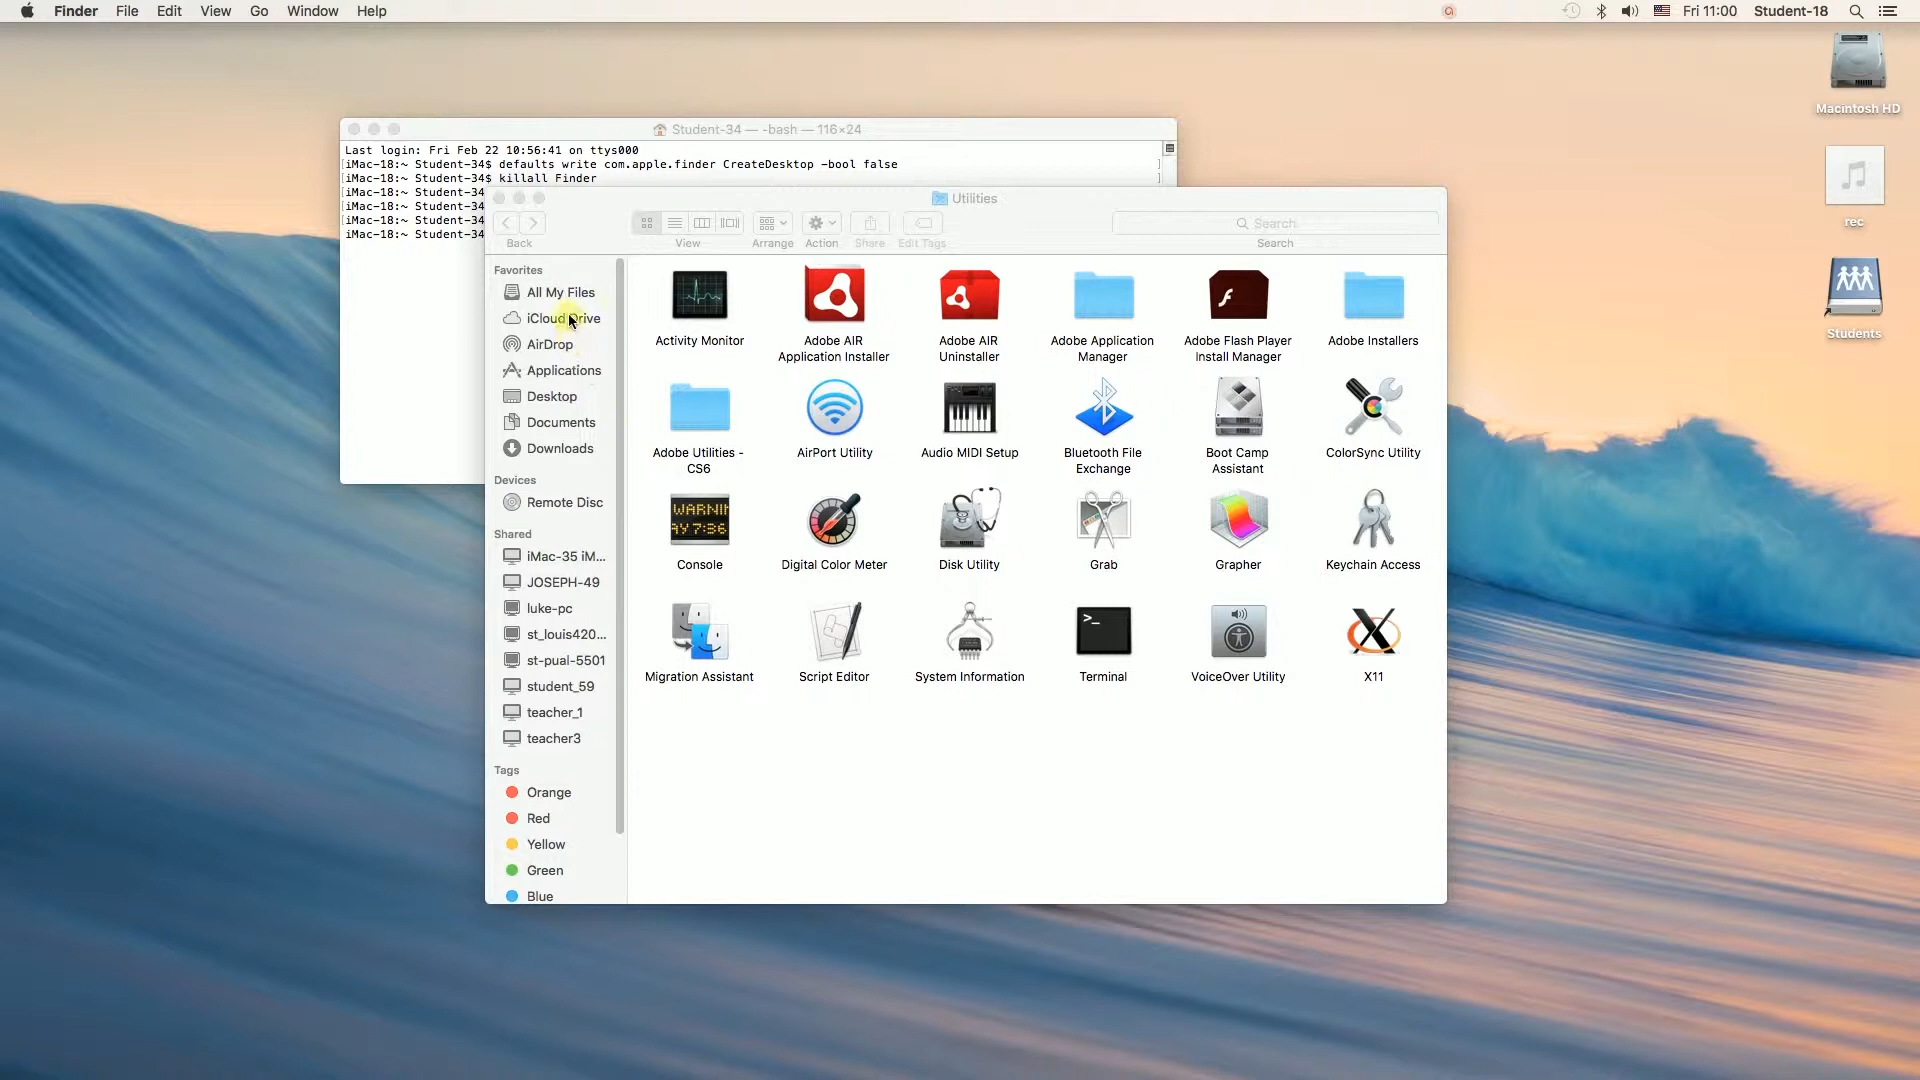 Finder File Edit View Go Window Help
Fri 11:00 Student-18
Macintosh HD
rec
Students
Student-34 — -bash — 116×24
Last login: Fri Feb 22 10:56:41 on ttys000
[iMac-18:~ Student-34$ defaults write com.apple.finder CreateDesktop -bool false ]
[iMac-18:~ Student-34$ killall Finder ]
[iMac-18:~ Student-34
[iMac-18:~ Student-34
[iMac-18:~ Student-34
iMac-18:~ Student-34
Utilities
Search
Back View Arrange Action Share Edit Tags Search
Favorites
All My Files
iCloud Drive
AirDrop
Applications
Desktop
Documents
Downloads
Devices
Remote Disc
Shared
iMac-35 iM...
JOSEPH-49
luke-pc
st_louis420...
st-pual-5501
student_59
teacher_1
teacher3
Tags
Orange
Red
Yellow
Green
Blue
Activity Monitor
Adobe AIR
Application Installer
Adobe AIR
Uninstaller
Adobe Application
Manager
Adobe Flash Player
Install Manager
Adobe Installers
Adobe Utilities -
CS6
AirPort Utility
Audio MIDI Setup
Bluetooth File
Exchange
Boot Camp
Assistant
ColorSync Utility
WARNIN
AY 7:36
Console
Digital Color Meter
Disk Utility
Grab
Grapher
Keychain Access
Migration Assistant
Script Editor
System Information
>_
Terminal
VoiceOver Utility
X11